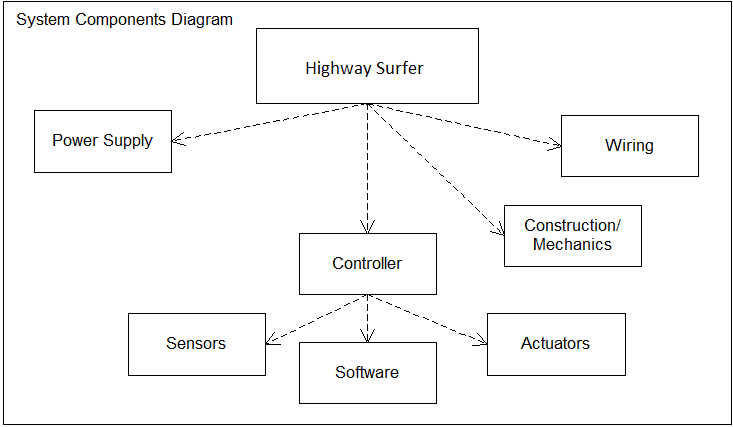 System Components Diagram
Highway Surfer
Power Supply
Wiring
Construction/
Mechanics
Controller
Sensors
Software
Actuators